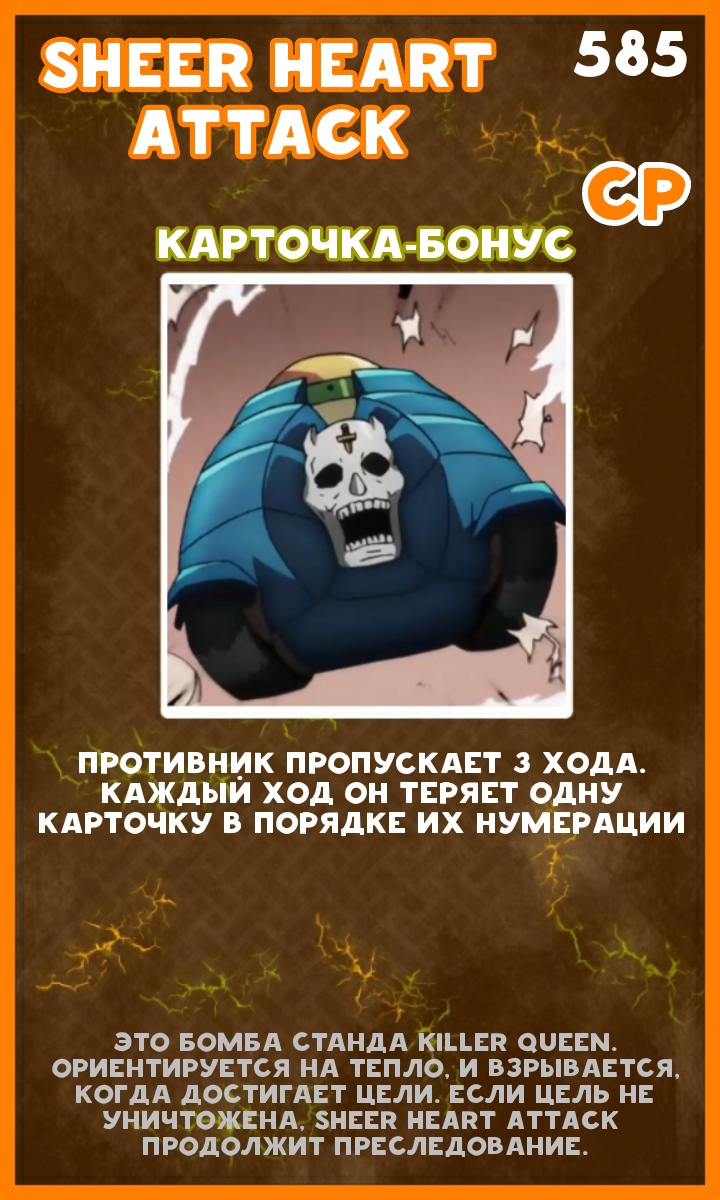 SHEER HEART
ATTACK
585
СР
КАРТОЧКА-БОНУС
ПРОТИВНИК ПРОПУСКАЕТ 3 ХОДА.
КАЖДЫЙ ХОД ОН ТЕРЯЕТ ОДНУ
КАРТОЧКУ В ПОРЯДКЕ ИХ НУМЕРАЦИИ
ЭТО БОМБА СТАНДА KILLER QUEEN.
ОРИЕНТИРУЕТСЯ НА ТЕПЛО, И ВЗРЫВАЕТСЯ,
КОГДА ДОСТИГАЕТ ЦЕЛИ. ЕСЛИ ЦЕЛЬ НЕ
УНИЧТОЖЕНА, SHEER HEART ATTACK
ПРОДОЛЖИТ ПРЕСЛЕДОВАНИЕ.